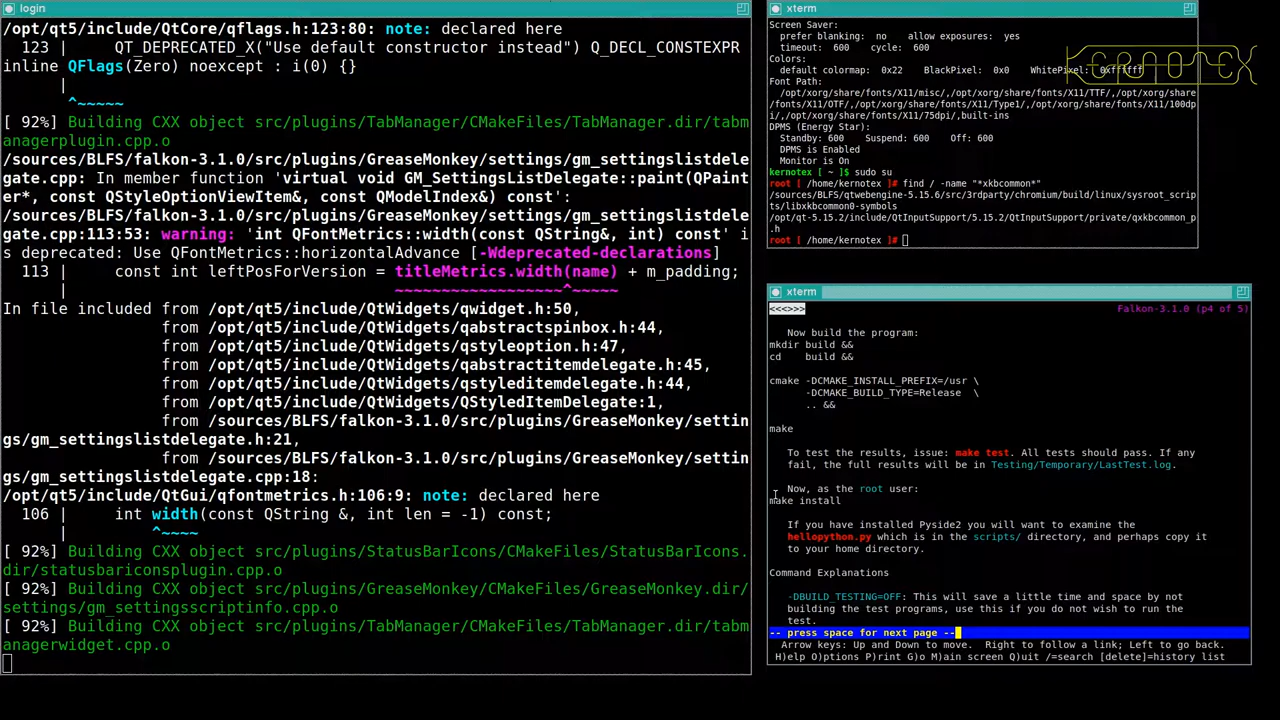 login
/opt/qt5/include/QtCore/qflags.h:123:80: note: declared here
123 | QT_DEPRECATED_X("Use default constructor instead") Q_DECL_CONSTEXPR
inline QFlags(Zero) noexcept : i(0) {}
|
^~~~~~
[ 92%] Building CXX object src/plugins/TabManager/CMakeFiles/TabManager.dir/tabm
anagerplugin.cpp.o
/sources/BLFS/falkon-3.1.0/src/plugins/GreaseMonkey/settings/gm_settingslistdele
gate.cpp: In member function 'virtual void GM_SettingsListDelegate::paint(QPaint
er*, const QStyleOptionViewItem&, const QModelIndex&) const':
/sources/BLFS/falkon-3.1.0/src/plugins/GreaseMonkey/settings/gm_settingslistdele
gate.cpp:113:53: warning: 'int QFontMetrics::width(const QString&, int) const' i
s deprecated: Use QFontMetrics::horizontalAdvance [-Wdeprecated-declarations]
113 | const int leftPosForVersion = titleMetrics.width(name) + m_padding;
| ~~~~~~~~~~~~~~~~~~^~~~~~
In file included from /opt/qt5/include/QtWidgets/qwidget.h:50,
from /opt/qt5/include/QtWidgets/qabstractspinbox.h:44,
from /opt/qt5/include/QtWidgets/qstyleoption.h:47,
from /opt/qt5/include/QtWidgets/qabstractitemdelegate.h:45,
from /opt/qt5/include/QtWidgets/qstyleditemdelegate.h:44,
from /opt/qt5/include/QtWidgets/QStyledItemDelegate:1,
from /sources/BLFS/falkon-3.1.0/src/plugins/GreaseMonkey/settin
gs/gm_settingslistdelegate.h:21,
from /sources/BLFS/falkon-3.1.0/src/plugins/GreaseMonkey/settin
gs/gm_settingslistdelegate.cpp:18:
/opt/qt5/include/QtGui/qfontmetrics.h:106:9: note: declared here
106 | int width(const QString &, int len = -1) const;
| ^~~~~
[ 92%] Building CXX object src/plugins/StatusBarIcons/CMakeFiles/StatusBarIcons.
dir/statusbariconsplugin.cpp.o
[ 92%] Building CXX object src/plugins/GreaseMonkey/CMakeFiles/GreaseMonkey.dir/
settings/gm_settingsscriptinfo.cpp.o
[ 92%] Building CXX object src/plugins/TabManager/CMakeFiles/TabManager.dir/tabm
anagerwidget.cpp.o
xterm
Screen Saver:
prefer blanking: no allow exposures: yes
timeout: 600 cycle: 600
Colors:
default colormap: 0x22 BlackPixel: 0x0 WhitePixel: 0xffffff
KERNOTEX
Font Path:
/opt/xorg/share/fonts/X11/misc/,/opt/xorg/share/fonts/X11/TTF/,/opt/xorg/share
/fonts/X11/OTF/,/opt/xorg/share/fonts/X11/Type1/,/opt/xorg/share/fonts/X11/100dp
i/,/opt/xorg/share/fonts/X11/75dpi/,built-ins
DPMS (Energy Star):
Standby: 600 Suspend: 600 Off: 600
DPMS is Enabled
Monitor is On
kernotex [ ~ ]$ sudo su
root [ /home/kernotex ]# find / -name "*xkbcommon*"
/sources/BLFS/qtwebengine-5.15.6/src/3rdparty/chromium/build/linux/sysroot_scrip
ts/libxkbcommon0-symbols
/opt/qt-5.15.2/include/QtInputSupport/5.15.2/QtInputSupport/private/qxkbcommon_p
.h
root [ /home/kernotex ]#
xterm
<<<>>> Falkon-3.1.0 (p4 of 5)
Now build the program:
mkdir build &&
cd build &&
cmake -DCMAKE_INSTALL_PREFIX=/usr \
-DCMAKE_BUILD_TYPE=Release \
.. &&
make
To test the results, issue: make test. All tests should pass. If any
fail, the full results will be in Testing/Temporary/LastTest.log.
Now, as the root user:
make install
If you have installed Pyside2 you will want to examine the
hellopython.py which is in the scripts/ directory, and perhaps copy it
to your home directory.
Command Explanations
-DBUILD_TESTING=OFF: This will save a little time and space by not
building the test programs, use this if you do not wish to run the
test.
-- press space for next page --
Arrow keys: Up and Down to move. Right to follow a link; Left to go back.
H)elp O)ptions P)rint G)o M)ain screen Q)uit /=search [delete]=history list